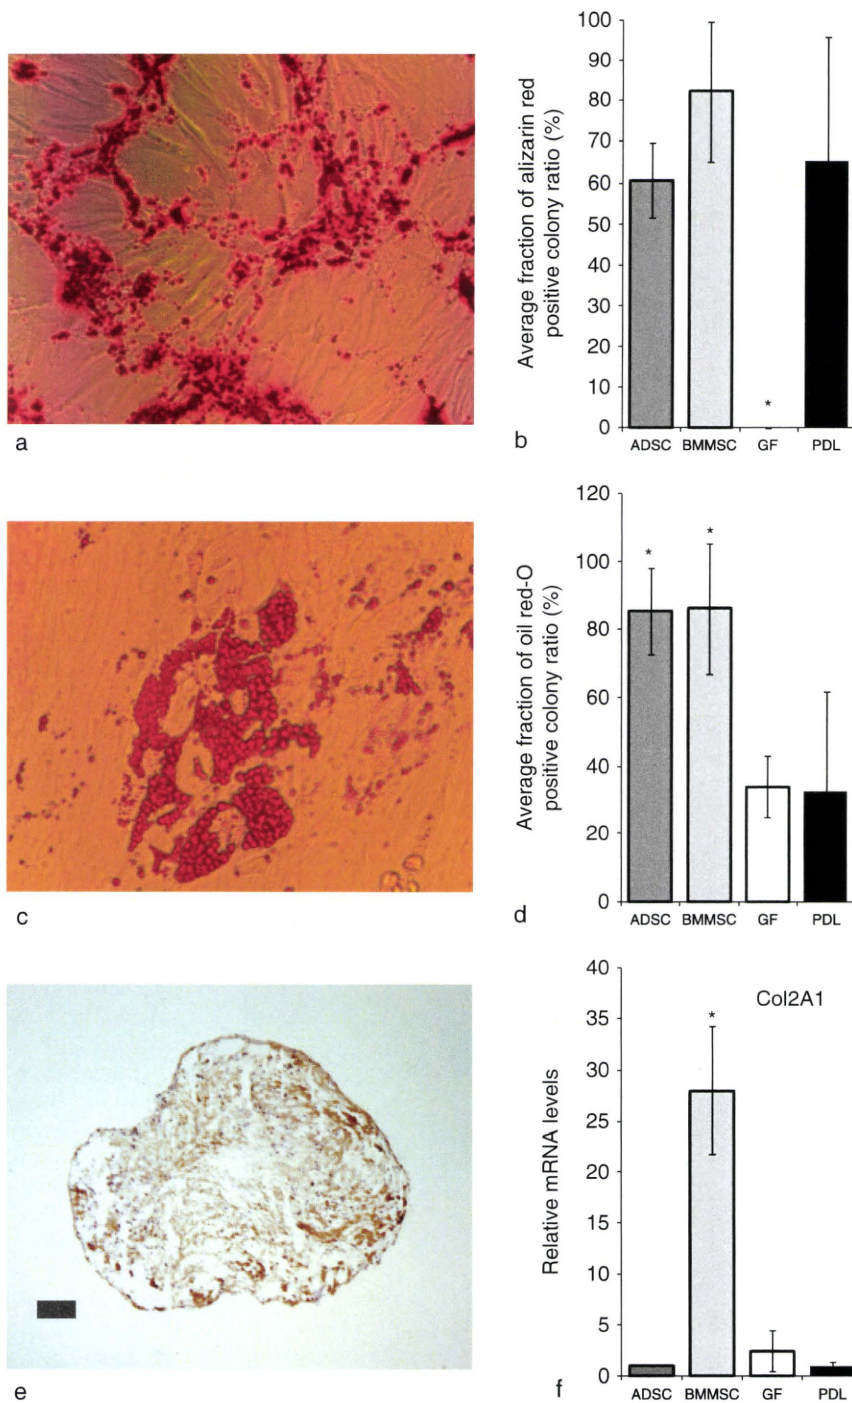 a
Average fraction of alizarin red
positive colony ratio (%)
100
90
80
70
60
50
40
30
20
10
0
*
ADSC BMMSC GF PDL
b
c
Average fraction of oil red-O
positive colony ratio (%)
120
100
80
60
40
20
0
* *
ADSC BMMSC GF PDL
d
e
Relative mRNA levels
40
35
30
25
20
15
10
5
0
Col2A1
*
ADSC BMMSC GF PDL
f